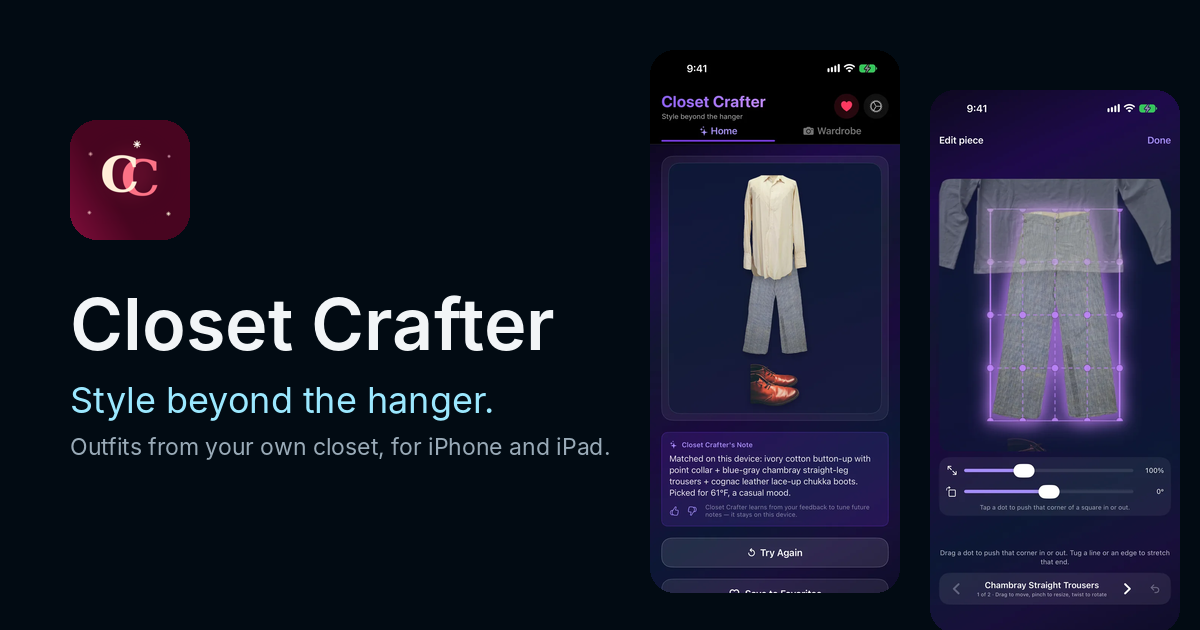 CC
Closet Crafter
Style beyond the hanger.
Outfits from your own closet, for iPhone and iPad.
9:41
Closet Crafter
Style beyond the hanger
Home
Wardrobe
Closet Crafter's Note
Matched on this device: ivory cotton button-up with
point collar + blue-gray chambray straight-leg
trousers + cognac leather lace-up chukka boots.
Picked for 61°F, a casual mood.
Closet Crafter learns from your feedback to tune future
notes — it stays on this device.
Try Again
Save to Favorites
9:41
Edit piece
Done
100%
0°
Tap a dot to push that corner of a square in or out.
Drag a dot to push that corner in or out. Tug a line or an edge to stretch
that end.
Chambray Straight Trousers
1 of 2 · Drag to move, pinch to resize, twist to rotate